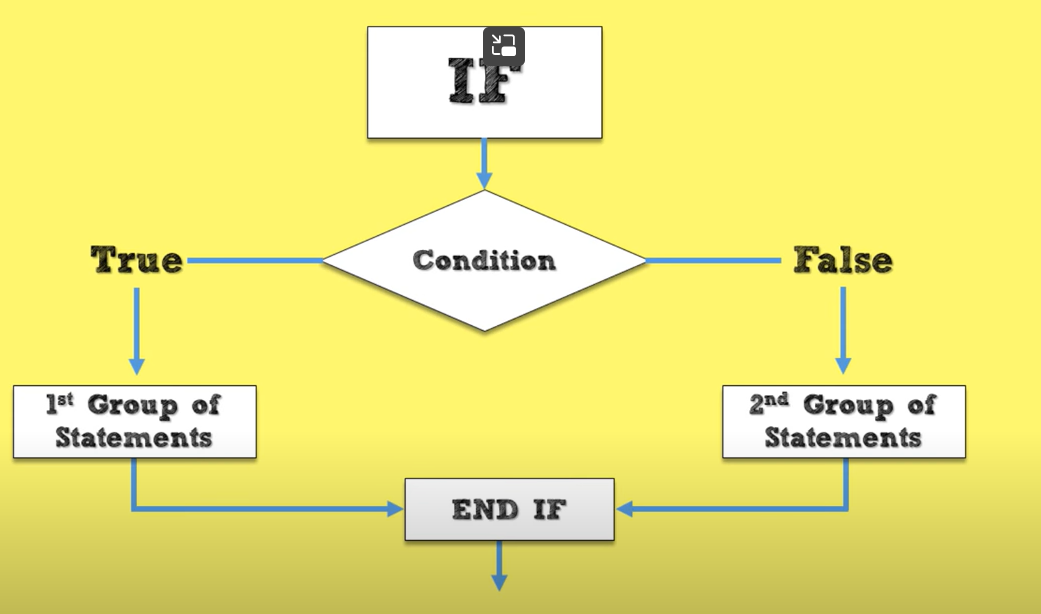 IF
Condition
True
False
1st Group of
Statements
2nd Group of
Statements
END IF